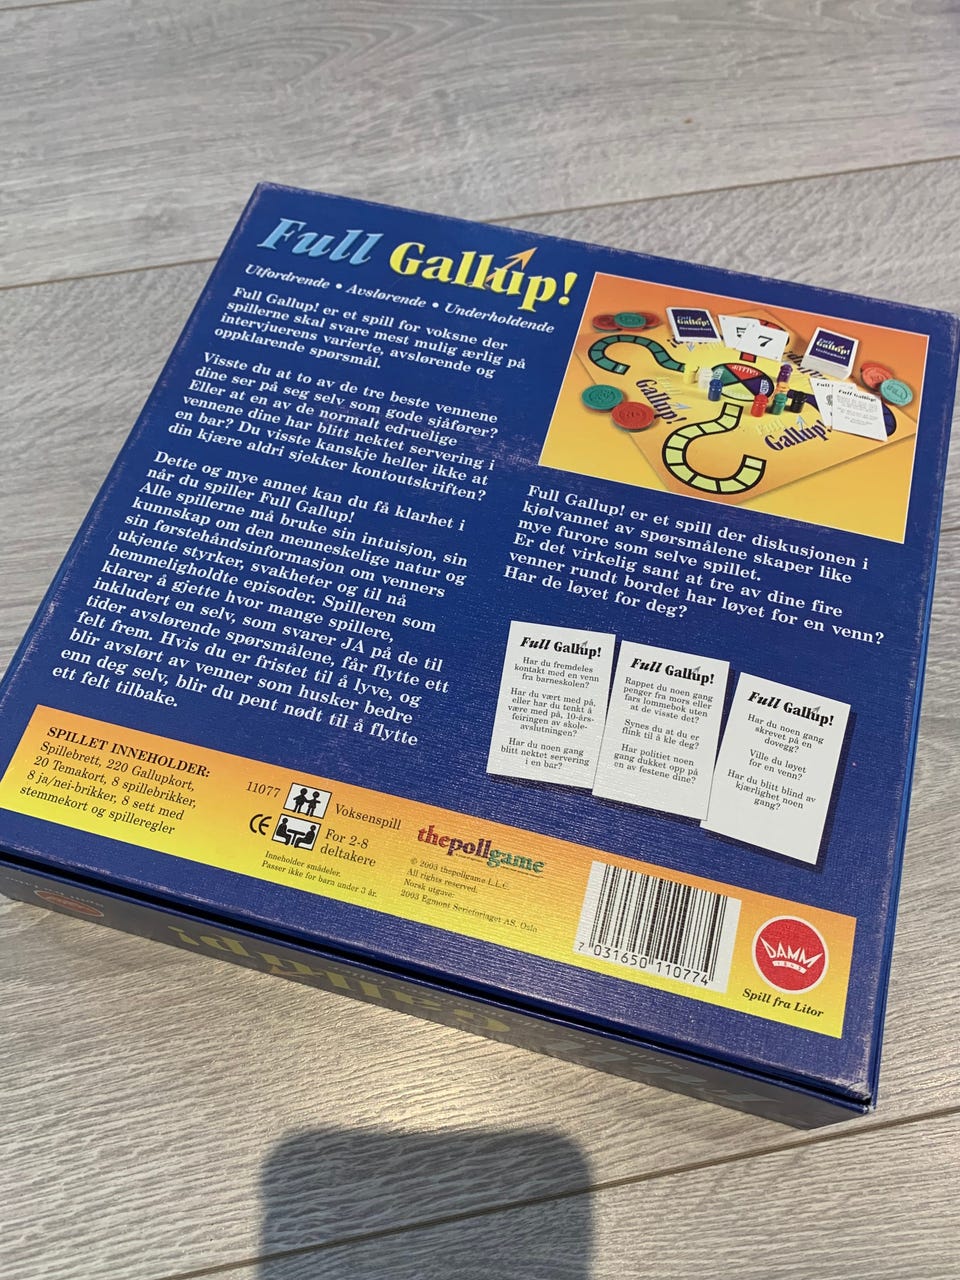 Full Gallup!
Utfordrende • Avslørende • Underholdende
Full Gallup! er et spill for voksne der
spillerne skal svare mest mulig ærlig på
intervjuerens varierte, avslørende og
oppklarende spørsmål.
Visste du at to av de tre beste vennene
dine ser på seg selv som gode sjåfører?
Eller at en av de normalt edruelige
vennene dine har blitt nektet servering i
en bar? Du visste kanskje heller ikke at
din kjære aldri sjekker kontoutskriften?
Dette og mye annet kan du få klarhet i
når du spiller Full Gallup!
Alle spillerne må bruke sin intuisjon, sin
kunnskap om den menneskelige natur og
sin førstehåndsinformasjon om venners
ukjente styrker, svakheter og til nå
hemmeligholdte episoder. Spilleren som
klarer å gjette hvor mange spillere,
inkludert en selv, som svarer JA på de til
tider avslørende spørsmålene, får flytte ett
felt frem. Hvis du er fristet til å lyve, og
blir avslørt av venner som husker bedre
enn deg selv, blir du pent nødt til å flytte
ett felt tilbake.
Full Gallup!
7
Full Gallup!
Gallup!
Gallup!
Full Gallup! er et spill der diskusjonen i
kjølvannet av spørsmålene skaper like
mye furore som selve spillet.
Er det virkelig sant at tre av dine fire
venner rundt bordet har løyet for en venn?
Har de løyet for deg?
Full Gallup!
Har du fremdeles
kontakt med en venn
fra barneskolen?
Har du vært med på,
eller har du tenkt å
være med på, 10-års-
feiringen av skole-
avslutningen?
Har du noen gang
blitt nektet servering
i en bar?
Full Gallup!
Rappet du noen gang
penger fra mors eller
fars lommebok uten
at de visste det?
Synes du at du er
flink til å kle deg?
Har politiet noen
gang dukket opp på
en av festene dine?
Full Gallup!
Har du noen gang
skrevet på en
dovegg?
Ville du løyet
for en venn?
Har du blitt blind av
kjærlighet noen
gang?
SPILLET INNEHOLDER:
Spillebrett, 220 Gallupkort,
20 Temakort, 8 spillebrikker,
8 ja/nei-brikker, 8 sett med
stemmekort og spilleregler
11077
Voksenspill
CE
For 2-8
deltakere
Inneholder smådeler.
Passer ikke for barn under 3 år.
thepollgame
© 2003 thepollgame L.L.C.
All rights reserved.
Norsk utgave:
2003 Egmont Serieforlaget AS, Oslo
7 031650 110774
DAMM
Spill fra Litor
Full Gallup!